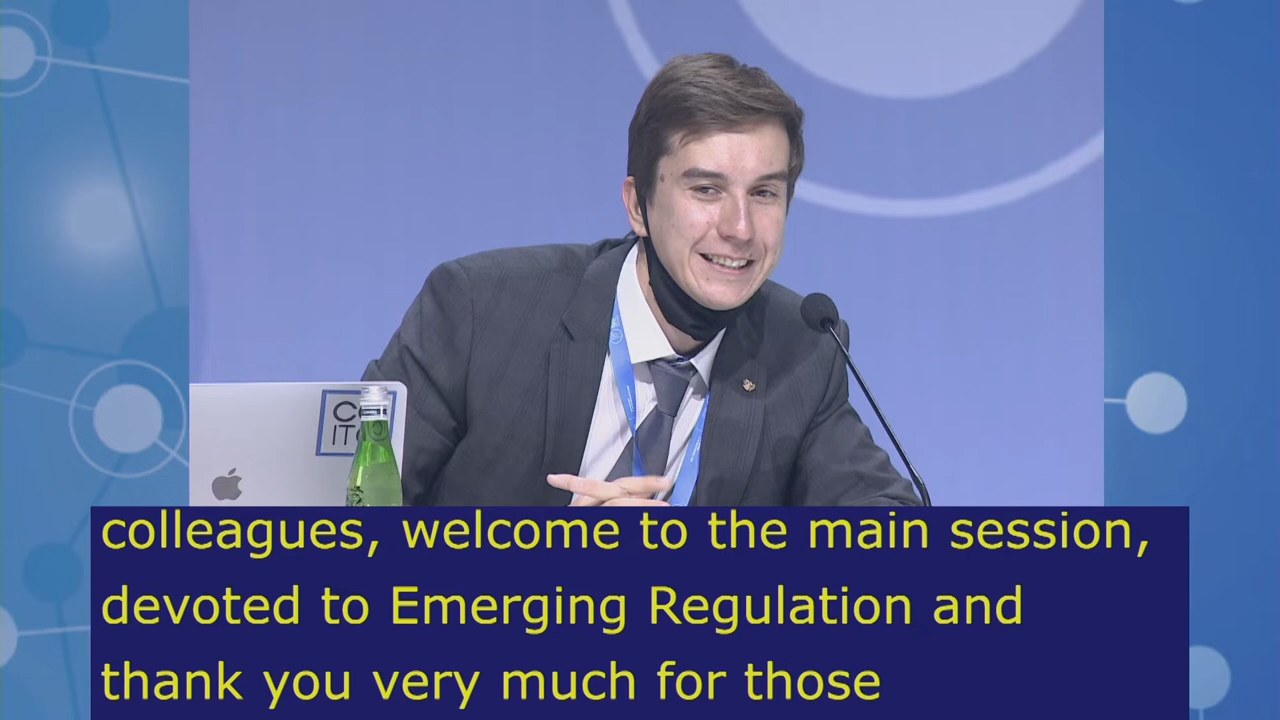 colleagues, welcome to the main session,
devoted to Emerging Regulation and
thank you very much for those